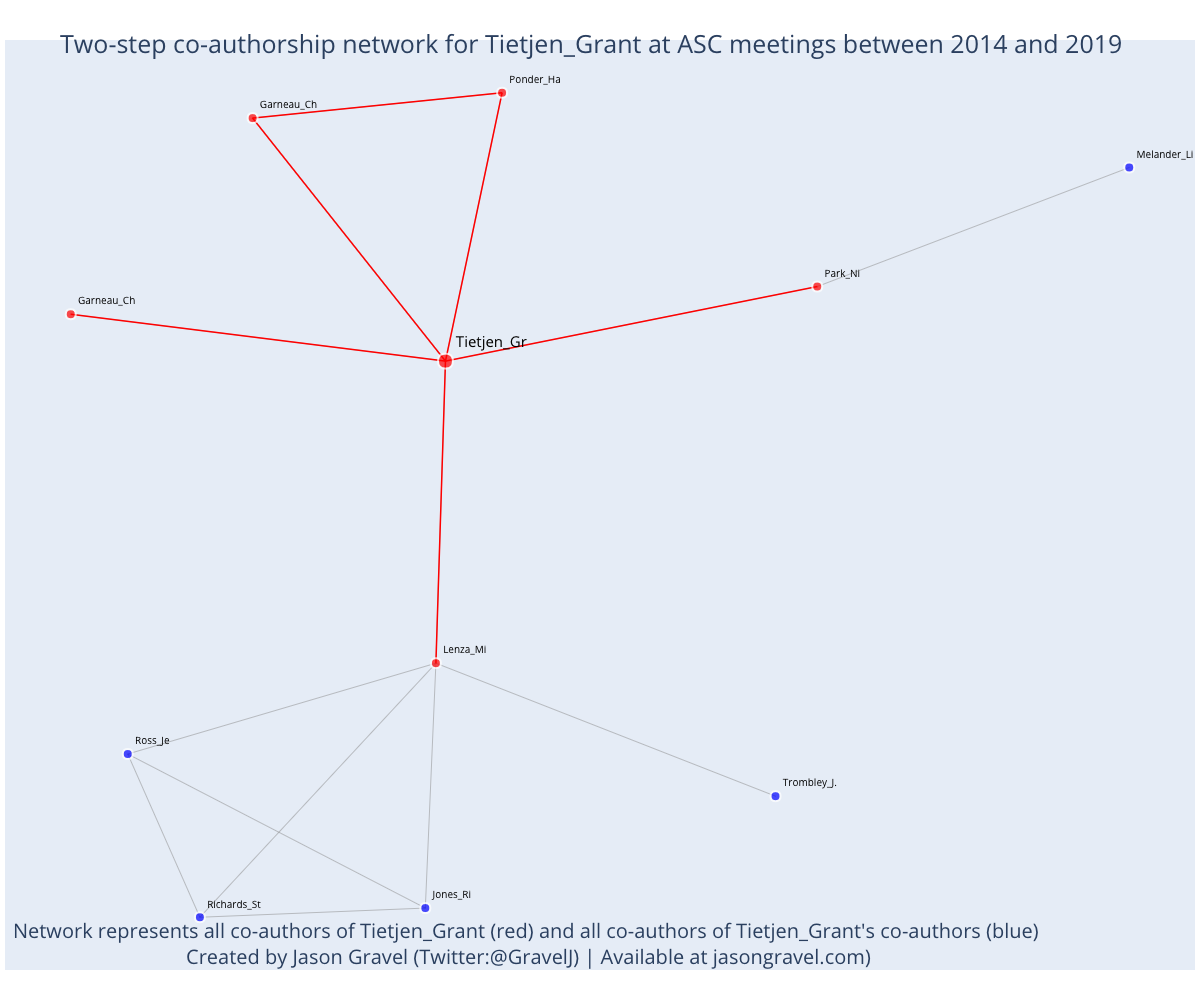 Two-step co-authorship network for Tietjen_Grant at ASC meetings between 2014 and 2019
Ponder_Ha
Garneau_Ch
Melander_Li
Park_Ni
Garneau_Ch
Tietjen_Gr
Lenza_Mi
Ross_Je
Trombley_J.
Jones_Ri
Richards_St
Network represents all co-authors of Tietjen_Grant (red) and all co-authors of Tietjen_Grant's co-authors (blue)
Created by Jason Gravel (Twitter:@GravelJ) | Available at jasongravel.com)